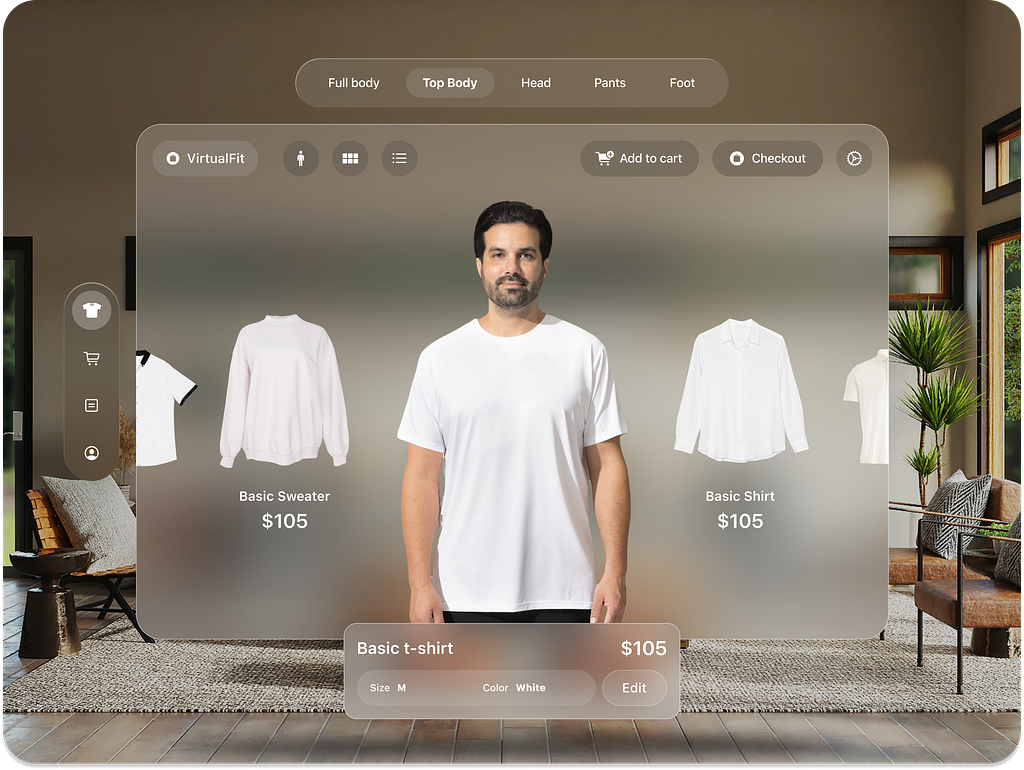 Full body
Top Body
Head
Pants
Foot
VirtualFit
Add to cart
Checkout
Basic Sweater
$105
Basic Shirt
$105
Basic t-shirt
$105
Size M
Color White
Edit